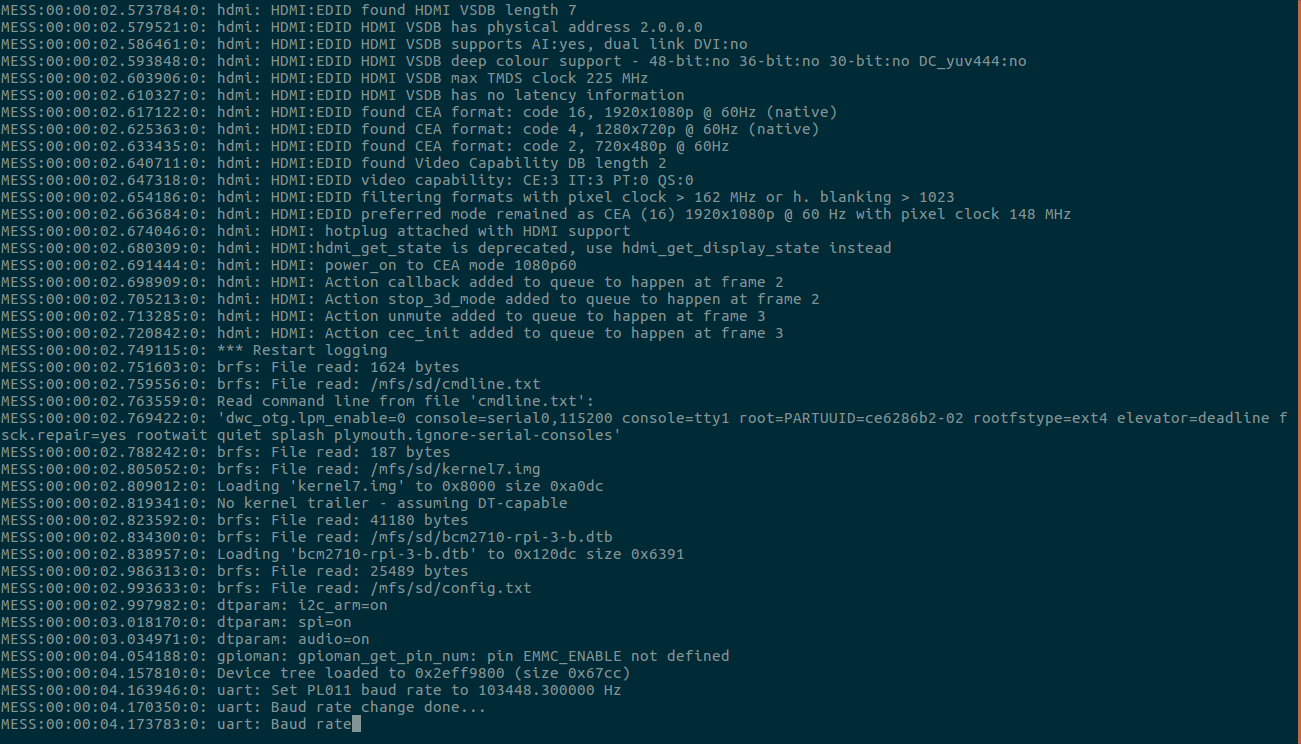 MESS:00:00:02.573784:0: hdmi: HDMI:EDID found HDMI VSDB length 7
MESS:00:00:02.579521:0: hdmi: HDMI:EDID HDMI VSDB has physical address 2.0.0.0
MESS:00:00:02.586461:0: hdmi: HDMI:EDID HDMI VSDB supports AI:yes, dual link DVI:no
MESS:00:00:02.593848:0: hdmi: HDMI:EDID HDMI VSDB deep colour support - 48-bit:no 36-bit:no 30-bit:no DC_yuv444:no
MESS:00:00:02.603906:0: hdmi: HDMI:EDID HDMI VSDB max TMDS clock 225 MHz
MESS:00:00:02.610327:0: hdmi: HDMI:EDID HDMI VSDB has no latency information
MESS:00:00:02.617122:0: hdmi: HDMI:EDID found CEA format: code 16, 1920x1080p @ 60Hz (native)
MESS:00:00:02.625363:0: hdmi: HDMI:EDID found CEA format: code 4, 1280x720p @ 60Hz (native)
MESS:00:00:02.633435:0: hdmi: HDMI:EDID found CEA format: code 2, 720x480p @ 60Hz
MESS:00:00:02.640711:0: hdmi: HDMI:EDID found Video Capability DB length 2
MESS:00:00:02.647318:0: hdmi: HDMI:EDID video capability: CE:3 IT:3 PT:0 QS:0
MESS:00:00:02.654186:0: hdmi: HDMI:EDID filtering formats with pixel clock > 162 MHz or h. blanking > 1023
MESS:00:00:02.663684:0: hdmi: HDMI:EDID preferred mode remained as CEA (16) 1920x1080p @ 60 Hz with pixel clock 148 MHz
MESS:00:00:02.674046:0: hdmi: HDMI: hotplug attached with HDMI support
MESS:00:00:02.680309:0: hdmi: HDMI:hdmi_get_state is deprecated, use hdmi_get_display_state instead
MESS:00:00:02.691444:0: hdmi: HDMI: power_on to CEA mode 1080p60
MESS:00:00:02.698909:0: hdmi: HDMI: Action callback added to queue to happen at frame 2
MESS:00:00:02.705213:0: hdmi: HDMI: Action stop_3d_mode added to queue to happen at frame 2
MESS:00:00:02.713285:0: hdmi: HDMI: Action unmute added to queue to happen at frame 3
MESS:00:00:02.720842:0: hdmi: HDMI: Action cec_init added to queue to happen at frame 3
MESS:00:00:02.749115:0: *** Restart logging
MESS:00:00:02.751603:0: brfs: File read: 1624 bytes
MESS:00:00:02.759556:0: brfs: File read: /mfs/sd/cmdline.txt
MESS:00:00:02.763559:0: Read command line from file 'cmdline.txt':
MESS:00:00:02.769422:0: 'dwc_otg.lpm_enable=0 console=serial0,115200 console=tty1 root=PARTUUID=ce6286b2-02 rootfstype=ext4 elevator=deadline f
sck.repair=yes rootwait quiet splash plymouth.ignore-serial-consoles'
MESS:00:00:02.788242:0: brfs: File read: 187 bytes
MESS:00:00:02.805052:0: brfs: File read: /mfs/sd/kernel7.img
MESS:00:00:02.809012:0: Loading 'kernel7.img' to 0x8000 size 0xa0dc
MESS:00:00:02.819341:0: No kernel trailer - assuming DT-capable
MESS:00:00:02.823592:0: brfs: File read: 41180 bytes
MESS:00:00:02.834300:0: brfs: File read: /mfs/sd/bcm2710-rpi-3-b.dtb
MESS:00:00:02.838957:0: Loading 'bcm2710-rpi-3-b.dtb' to 0x120dc size 0x6391
MESS:00:00:02.986313:0: brfs: File read: 25489 bytes
MESS:00:00:02.993633:0: brfs: File read: /mfs/sd/config.txt
MESS:00:00:02.997982:0: dtparam: i2c_arm=on
MESS:00:00:03.018170:0: dtparam: spi=on
MESS:00:00:03.034971:0: dtparam: audio=on
MESS:00:00:04.054188:0: gpioman: gpioman_get_pin_num: pin EMMC_ENABLE not defined
MESS:00:00:04.157810:0: Device tree loaded to 0x2eff9800 (size 0x67cc)
MESS:00:00:04.163946:0: uart: Set PL011 baud rate to 103448.300000 Hz
MESS:00:00:04.170350:0: uart: Baud rate change done...
MESS:00:00:04.173783:0: uart: Baud rate